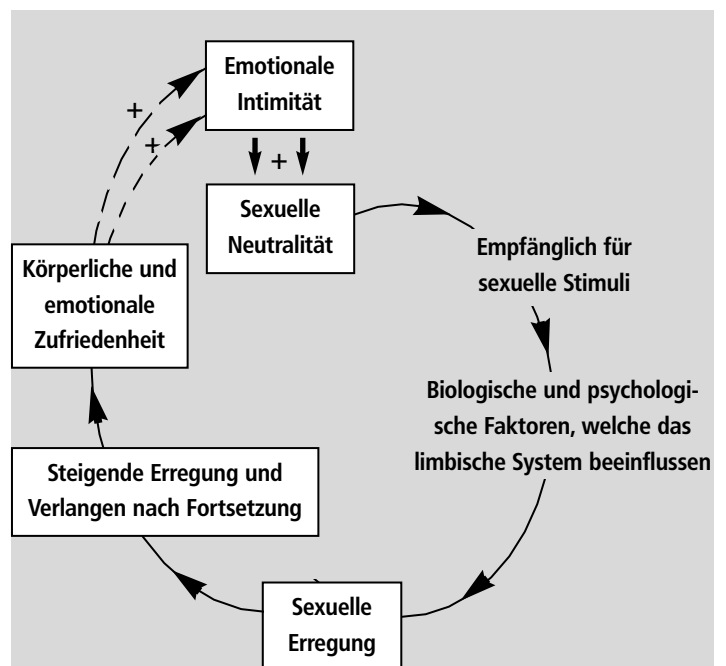 Emotionale
Intimität
+
+
+
Sexuelle
Neutralität
Empfänglich für
sexuelle Stimuli
Körperliche und
emotionale
Zufriedenheit
Biologische und psychologi-
sche Faktoren, welche das
limbische System beeinflussen
Steigende Erregung und
Verlangen nach Fortsetzung
Sexuelle
Erregung